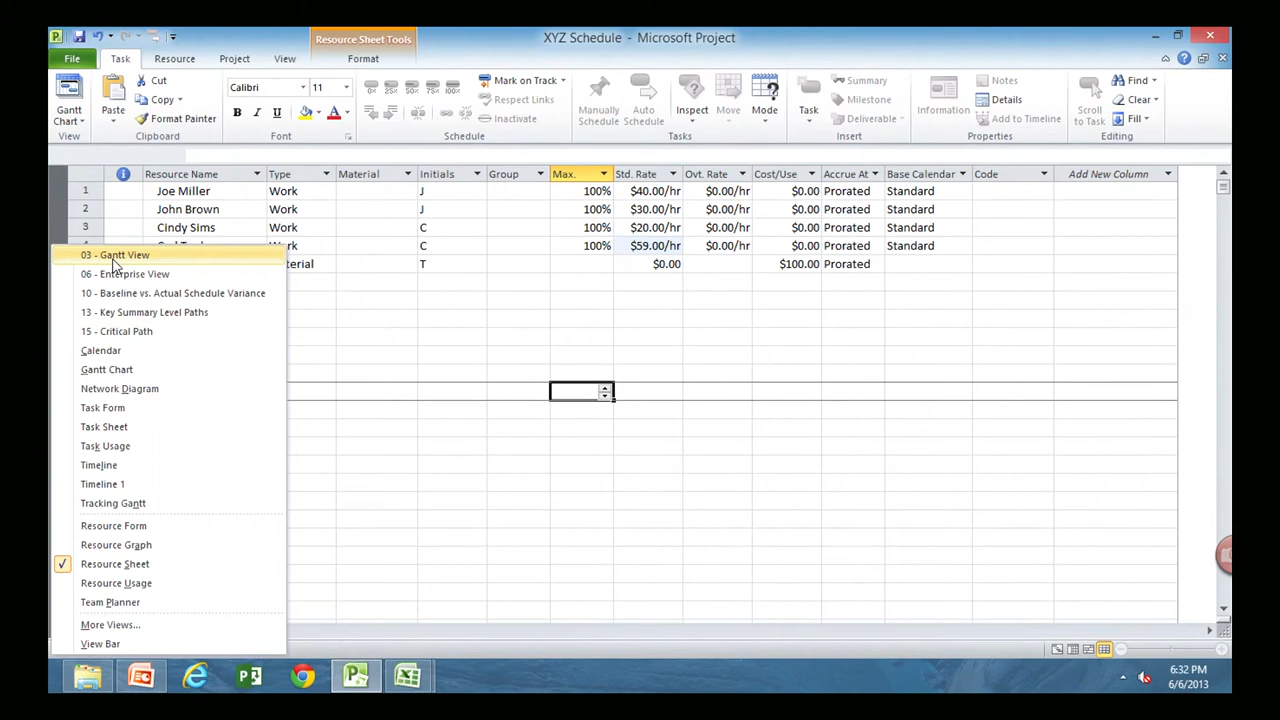 Resource Sheet Tools
XYZ Schedule - Microsoft Project
File Task Resource Project View Format
Gantt Chart
View
Paste
Cut
Copy
Format Painter
Clipboard
Calibri 11
B I U A
Font
0% 25% 50% 75% 100%
Mark on Track
Respect Links
Inactivate
Schedule
Manually Schedule
Auto Schedule
Inspect
Move
Mode
Tasks
Task
Summary
Milestone
Deliverable
Insert
Information
Notes
Details
Add to Timeline
Properties
Scroll to Task
Find
Clear
Fill
Editing
Resource Name Type Material Initials Group Max. Std. Rate Ovt. Rate Cost/Use Accrue At Base Calendar Code Add New Column
1 Joe Miller Work J 100% $40.00/hr $0.00/hr $0.00 Prorated Standard
2 John Brown Work J 100% $30.00/hr $0.00/hr $0.00 Prorated Standard
3 Cindy Sims Work C 100% $20.00/hr $0.00/hr $0.00 Prorated Standard
C 100% $59.00/hr $0.00/hr $0.00 Prorated Standard
T $0.00 $100.00 Prorated
03 - Gantt View
06 - Enterprise View
10 - Baseline vs. Actual Schedule Variance
13 - Key Summary Level Paths
15 - Critical Path
Calendar
Gantt Chart
Network Diagram
Task Form
Task Sheet
Task Usage
Timeline
Timeline 1
Tracking Gantt
Resource Form
Resource Graph
Resource Sheet
Resource Usage
Team Planner
More Views...
View Bar
6:32 PM
6/6/2013